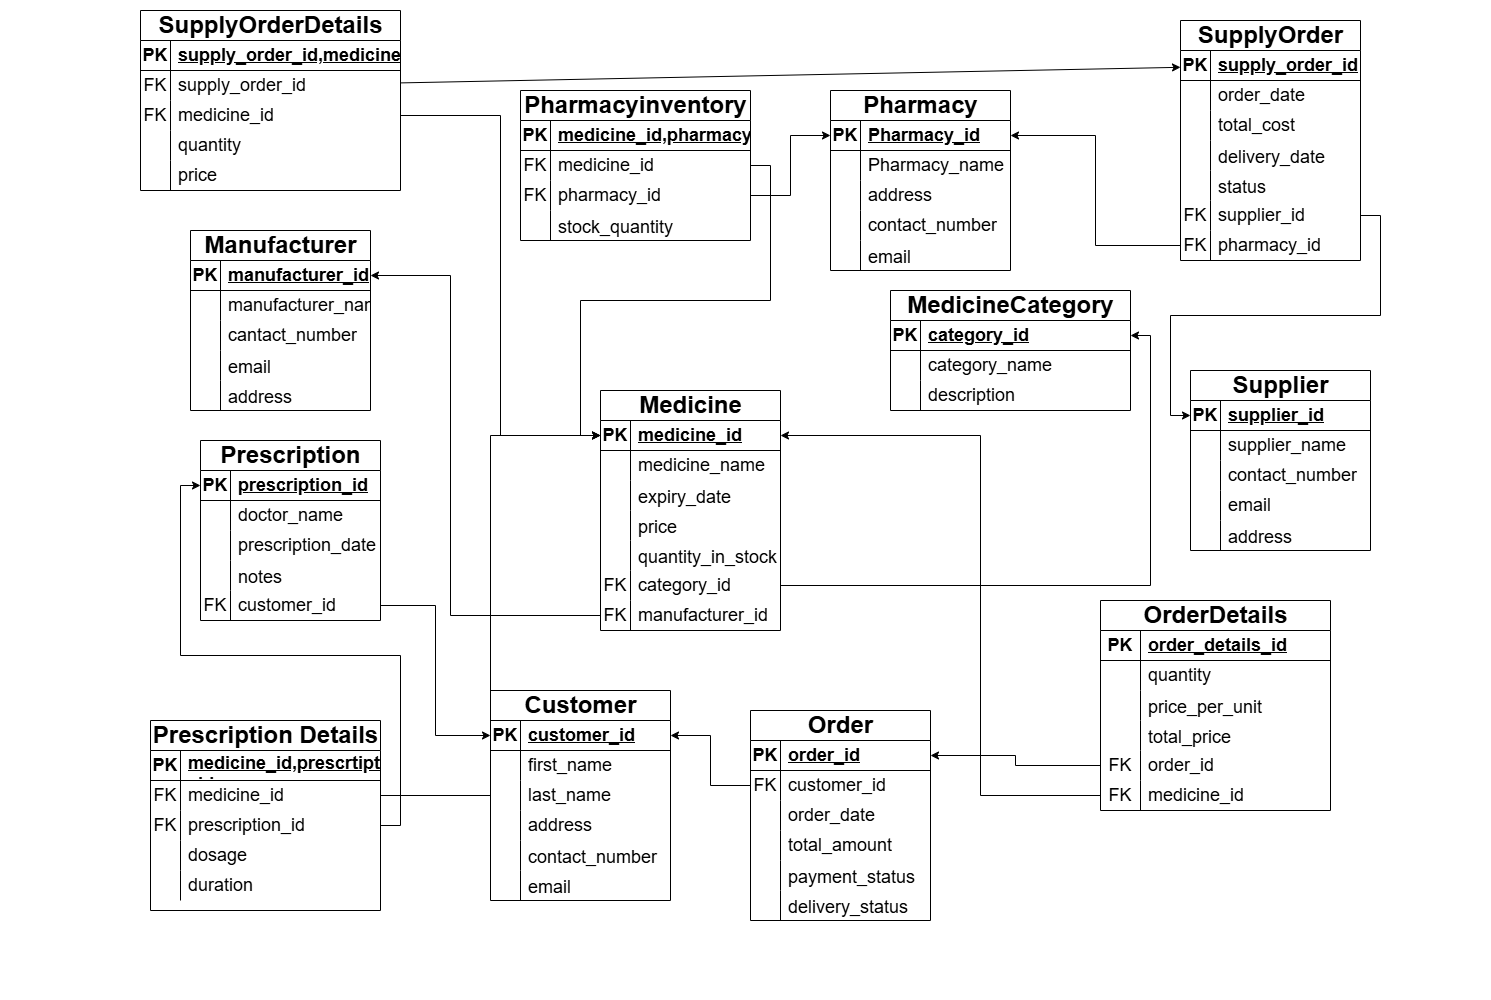 SupplyOrderDetails
PK supply_order_id,medicine
FK supply_order_id
FK medicine_id
quantity
price
SupplyOrder
PK supply_order_id
order_date
total_cost
delivery_date
status
FK supplier_id
FK pharmacy_id
Pharmacyinventory
PK medicine_id,pharmacy
FK medicine_id
FK pharmacy_id
stock_quantity
Pharmacy
PK Pharmacy_id
Pharmacy_name
address
contact_number
email
Manufacturer
PK manufacturer_id
manufacturer_nar
cantact_number
email
address
MedicineCategory
PK category_id
category_name
description
Supplier
PK supplier_id
supplier_name
contact_number
email
address
Medicine
PK medicine_id
medicine_name
expiry_date
price
quantity_in_stock
FK category_id
FK manufacturer_id
Prescription
PK prescription_id
doctor_name
prescription_date
notes
FK customer_id
OrderDetails
PK order_details_id
quantity
price_per_unit
total_price
FK order_id
FK medicine_id
Prescription Details
PK medicine_id,prescrtipt
FK medicine_id
FK prescription_id
dosage
duration
Customer
PK customer_id
first_name
last_name
address
contact_number
email
Order
PK order_id
FK customer_id
order_date
total_amount
payment_status
delivery_status